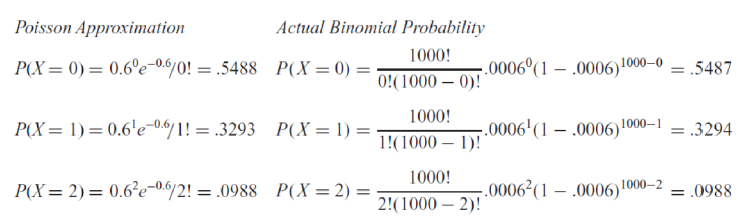 Poisson Approximation Actual Binomial Probability
P(X = 0) = 0.6⁰e⁻⁰·⁶/0! = .5488 P(X = 0) = 1000!/0!(1000 − 0)! .0006⁰(1 − .0006)¹⁰⁰⁰⁻⁰ = .5487
P(X = 1) = 0.6¹e⁻⁰·⁶/1! = .3293 P(X = 1) = 1000!/1!(1000 − 1)! .0006¹(1 − .0006)¹⁰⁰⁰⁻¹ = .3294
P(X = 2) = 0.6²e⁻⁰·⁶/2! = .0988 P(X = 2) = 1000!/2!(1000 − 2)! .0006²(1 − .0006)¹⁰⁰⁰⁻² = .0988